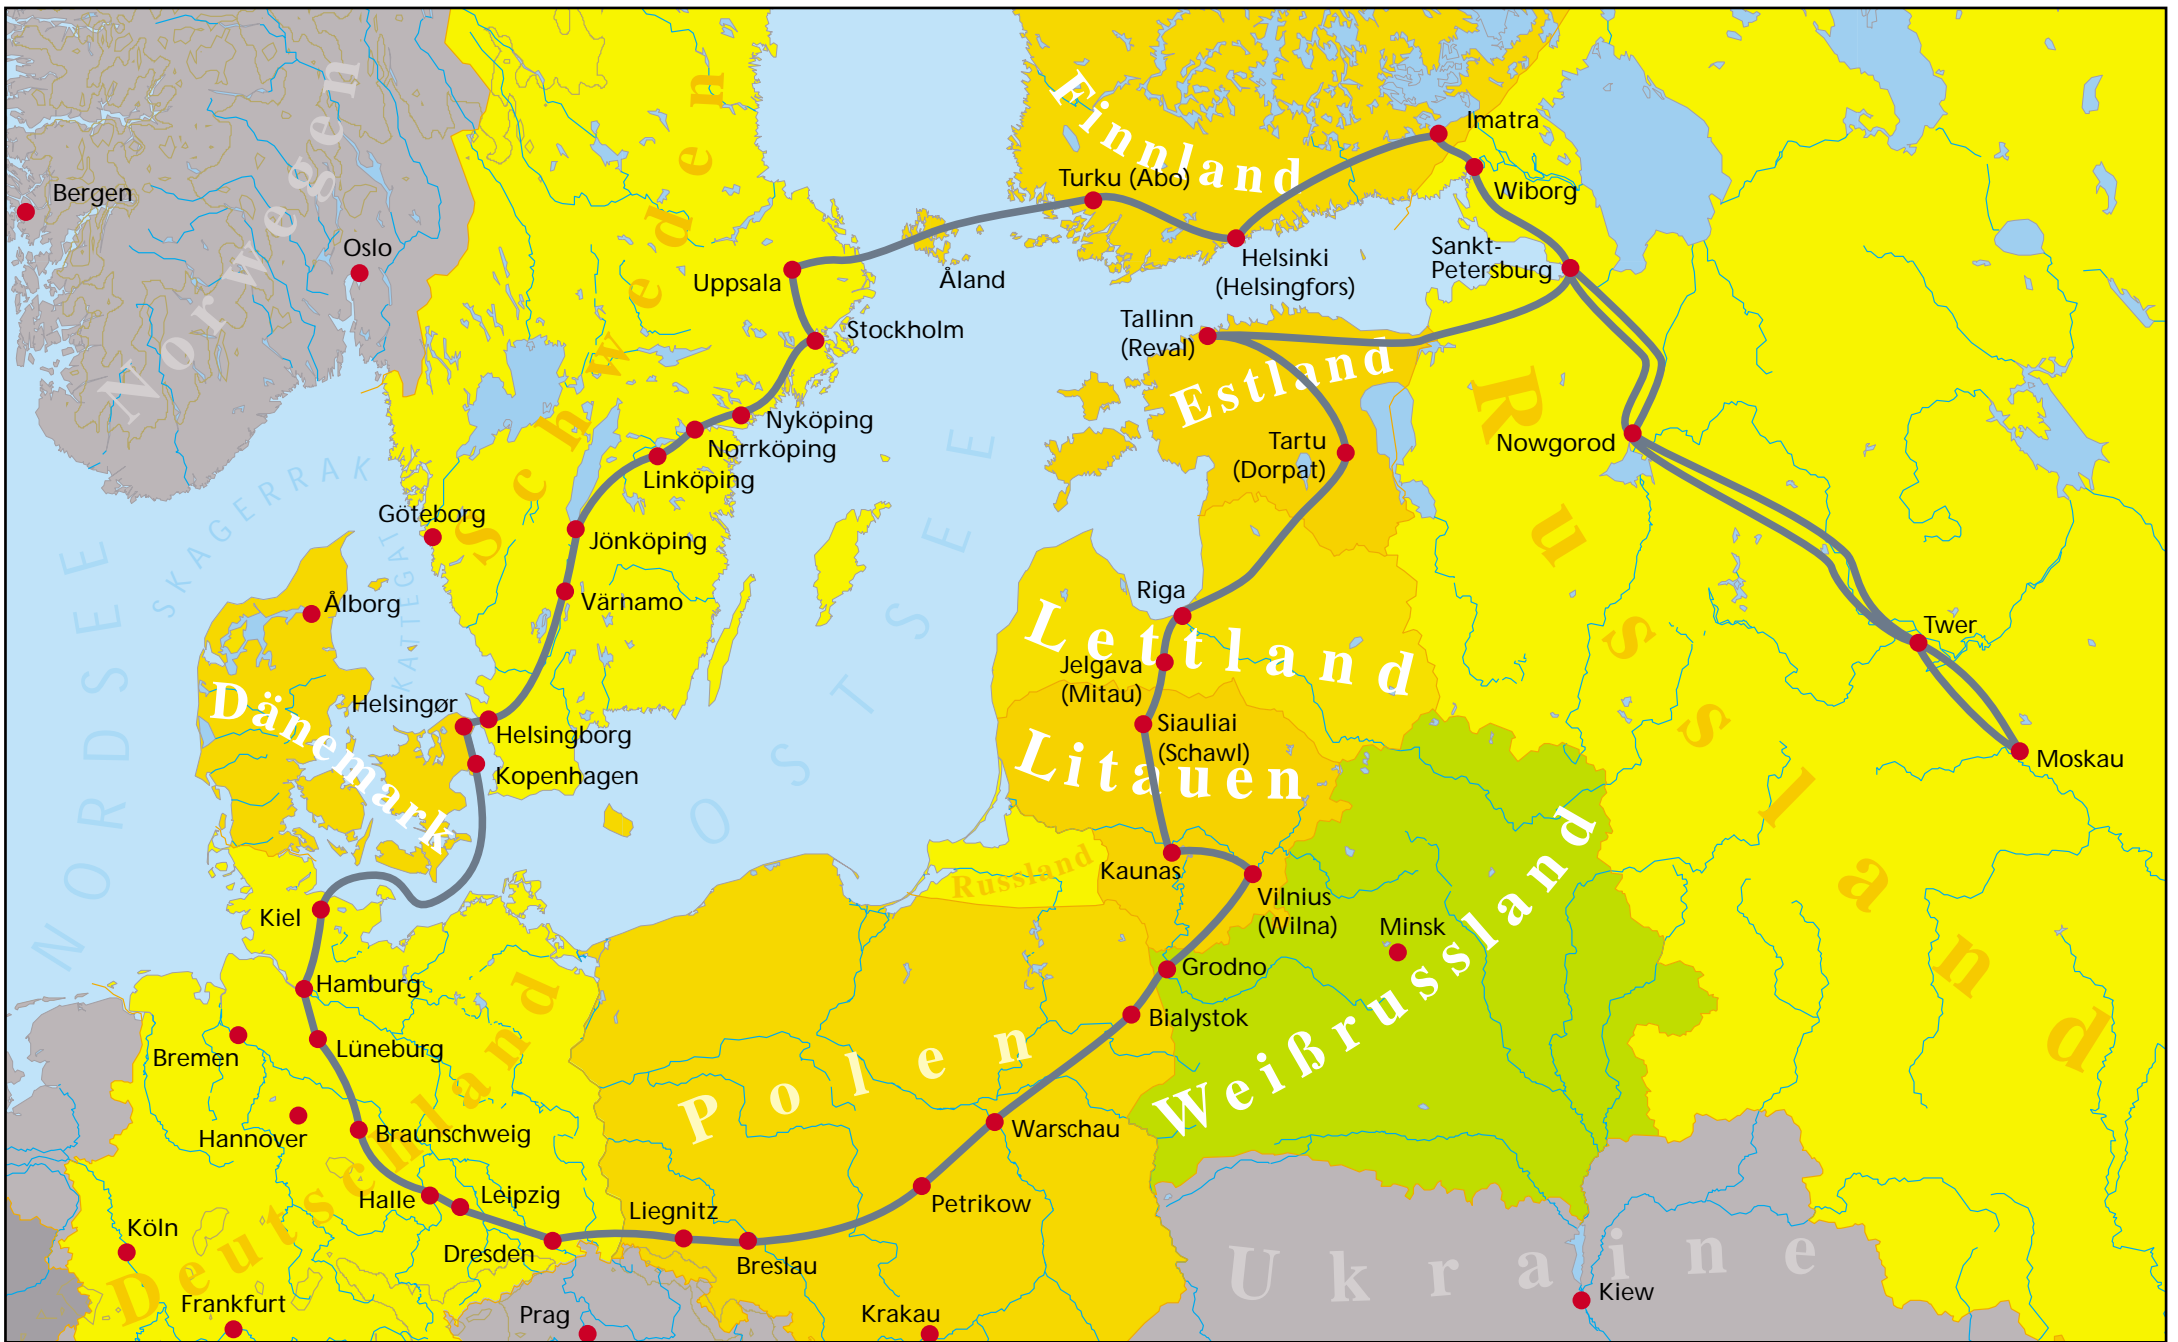 Norwegen
Schweden
Finnland
Imatra
Bergen
Turku (Abo)
Wiborg
Oslo
Uppsala
Åland
Helsinki
(Helsingfors)
Sankt-
Petersburg
Stockholm
Tallinn
(Reval)
Estland
Russland
Nyköping
Norrköping
Linköping
Tartu
(Dorpat)
Nowgorod
SKAGERRAK
KATTEGAT
NORDSEE
OSTSEE
Göteborg
Jönköping
Ålborg
Värnamo
Riga
Lettland
Twer
Jelgava
(Mitau)
Dänemark
Helsingør
Helsingborg
Siauliai
(Schawl)
Litauen
Kopenhagen
Moskau
Russland
Kaunas
Vilnius
(Wilna)
Weißrussland
Minsk
Kiel
Grodno
Hamburg
Bialystok
Bremen
Lüneburg
Deutschland
Polen
Hannover
Braunschweig
Warschau
Halle
Leipzig
Liegnitz
Petrikow
Köln
Dresden
Breslau
Ukraine
Frankfurt
Prag
Krakau
Kiew